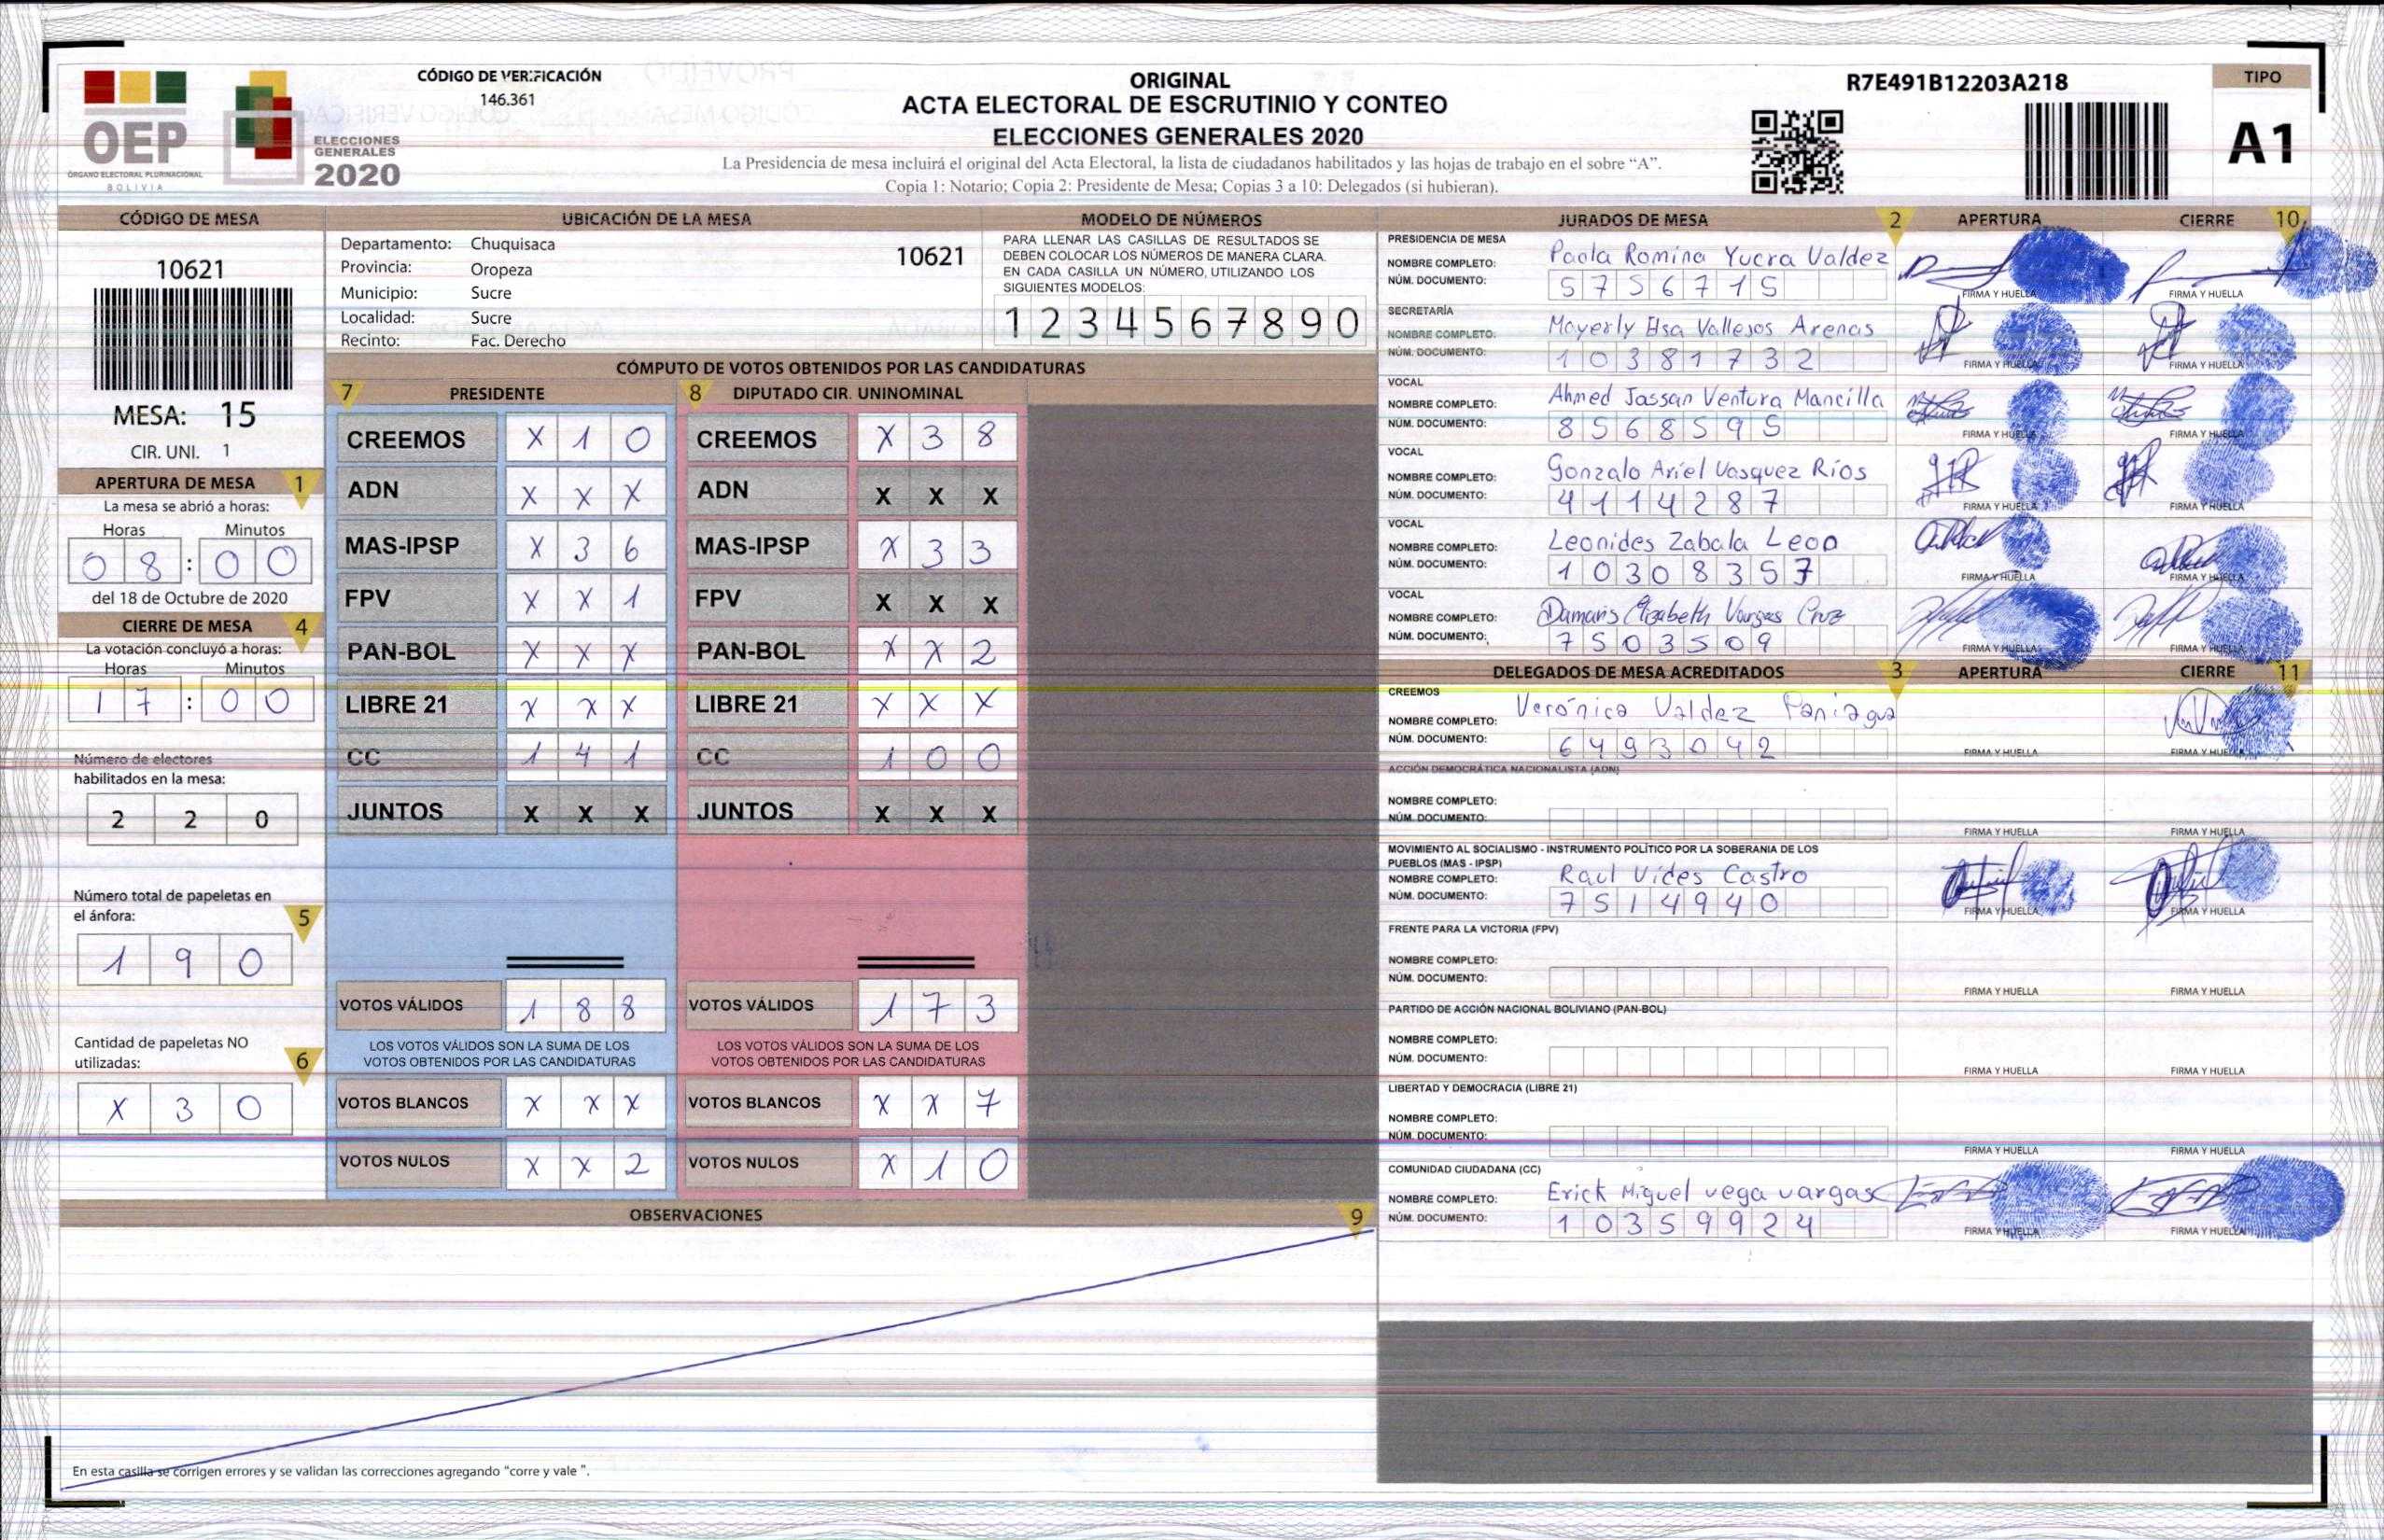 CÓDIGO DE VERIFICACIÓN
146.361
OEP
ÓRGANO ELECTORAL PLURINACIONAL
BOLIVIA
ELECCIONES
GENERALES
2020
ORIGINAL
ACTA ELECTORAL DE ESCRUTINIO Y CONTEO
ELECCIONES GENERALES 2020
La Presidencia de mesa incluirá el original del Acta Electoral, la lista de ciudadanos habilitados y las hojas de trabajo en el sobre “A”.
Copia 1: Notario; Copia 2: Presidente de Mesa; Copias 3 a 10: Delegados (si hubieran).
R7E491B12203A218
TIPO
A1
CÓDIGO DE MESA
10621
MESA: 15
CIR. UNI. 1
APERTURA DE MESA 1
La mesa se abrió a horas:
Horas Minutos
0 8 : 0 0
del 18 de Octubre de 2020
CIERRE DE MESA 4
La votación concluyó a horas:
Horas Minutos
1 7 : 0 0
Número de electores
habilitados en la mesa:
2 2 0
Número total de papeletas en
el ánfora: 5
1 9 0
Cantidad de papeletas NO
utilizadas: 6
X 3 0
UBICACIÓN DE LA MESA
Departamento: Chuquisaca 10621
Provincia: Oropeza
Municipio: Sucre
Localidad: Sucre
Recinto: Fac. Derecho
MODELO DE NÚMEROS
PARA LLENAR LAS CASILLAS DE RESULTADOS SE
DEBEN COLOCAR LOS NÚMEROS DE MANERA CLARA.
EN CADA CASILLA UN NÚMERO, UTILIZANDO LOS
SIGUIENTES MODELOS:
1 2 3 4 5 6 7 8 9 0
CÓMPUTO DE VOTOS OBTENIDOS POR LAS CANDIDATURAS
7 PRESIDENTE 8 DIPUTADO CIR. UNINOMINAL
CREEMOS X 1 0 CREEMOS X 3 8
ADN X X X ADN X X X
MAS-IPSP X 3 6 MAS-IPSP X 3 3
FPV X X 1 FPV X X X
PAN-BOL X X X PAN-BOL X X 2
LIBRE 21 X X X LIBRE 21 X X X
CC 1 4 1 CC 1 0 0
JUNTOS X X X JUNTOS X X X
VOTOS VÁLIDOS 1 8 8 VOTOS VÁLIDOS 1 7 3
LOS VOTOS VÁLIDOS SON LA SUMA DE LOS LOS VOTOS VÁLIDOS SON LA SUMA DE LOS
VOTOS OBTENIDOS POR LAS CANDIDATURAS VOTOS OBTENIDOS POR LAS CANDIDATURAS
VOTOS BLANCOS X X X VOTOS BLANCOS X X 7
VOTOS NULOS X X 2 VOTOS NULOS X 1 0
OBSERVACIONES 9
En esta casilla se corrigen errores y se validan las correcciones agregando “corre y vale ”.
JURADOS DE MESA 2 APERTURA CIERRE 10
PRESIDENCIA DE MESA
NOMBRE COMPLETO: Paola Romina Yucra Valdez
NÚM. DOCUMENTO: 5 7 5 6 7 1 5
FIRMA Y HUELLA FIRMA Y HUELLA
SECRETARÍA
NOMBRE COMPLETO: Mayerly Elsa Vallejos Arenas
NÚM. DOCUMENTO: 1 0 3 8 1 7 3 2
FIRMA Y HUELLA FIRMA Y HUELLA
VOCAL
NOMBRE COMPLETO: Ahmed Jassan Ventura Mancilla
NÚM. DOCUMENTO: 8 5 6 8 5 9 5
FIRMA Y HUELLA FIRMA Y HUELLA
VOCAL
NOMBRE COMPLETO: Gonzalo Ariel Vasquez Ríos
NÚM. DOCUMENTO: 4 1 1 4 2 8 7
FIRMA Y HUELLA FIRMA Y HUELLA
VOCAL
NOMBRE COMPLETO: Leonides Zabala Leon
NÚM. DOCUMENTO: 1 0 3 0 8 3 5 7
FIRMA Y HUELLA FIRMA Y HUELLA
VOCAL
NOMBRE COMPLETO: Damaris Elizabeth Vargas Cruz
NÚM. DOCUMENTO: 7 5 0 3 5 0 9
FIRMA Y HUELLA FIRMA Y HUELLA
DELEGADOS DE MESA ACREDITADOS 3 APERTURA CIERRE 11
CREEMOS
NOMBRE COMPLETO: Verónica Valdez Paniagua
NÚM. DOCUMENTO: 6 4 9 3 0 4 2
FIRMA Y HUELLA FIRMA Y HUELLA
ACCIÓN DEMOCRÁTICA NACIONALISTA (ADN)
NOMBRE COMPLETO:
NÚM. DOCUMENTO:
FIRMA Y HUELLA FIRMA Y HUELLA
MOVIMIENTO AL SOCIALISMO - INSTRUMENTO POLÍTICO POR LA SOBERANIA DE LOS
PUEBLOS (MAS - IPSP)
NOMBRE COMPLETO: Raul Vides Castro
NÚM. DOCUMENTO: 7 5 1 4 9 4 0
FIRMA Y HUELLA FIRMA Y HUELLA
FRENTE PARA LA VICTORIA (FPV)
NOMBRE COMPLETO:
NÚM. DOCUMENTO:
FIRMA Y HUELLA FIRMA Y HUELLA
PARTIDO DE ACCIÓN NACIONAL BOLIVIANO (PAN-BOL)
NOMBRE COMPLETO:
NÚM. DOCUMENTO:
FIRMA Y HUELLA FIRMA Y HUELLA
LIBERTAD Y DEMOCRACIA (LIBRE 21)
NOMBRE COMPLETO:
NÚM. DOCUMENTO:
FIRMA Y HUELLA FIRMA Y HUELLA
COMUNIDAD CIUDADANA (CC)
NOMBRE COMPLETO: Erick Miguel vega vargas
NÚM. DOCUMENTO: 1 0 3 5 9 9 2 4
FIRMA Y HUELLA FIRMA Y HUELLA